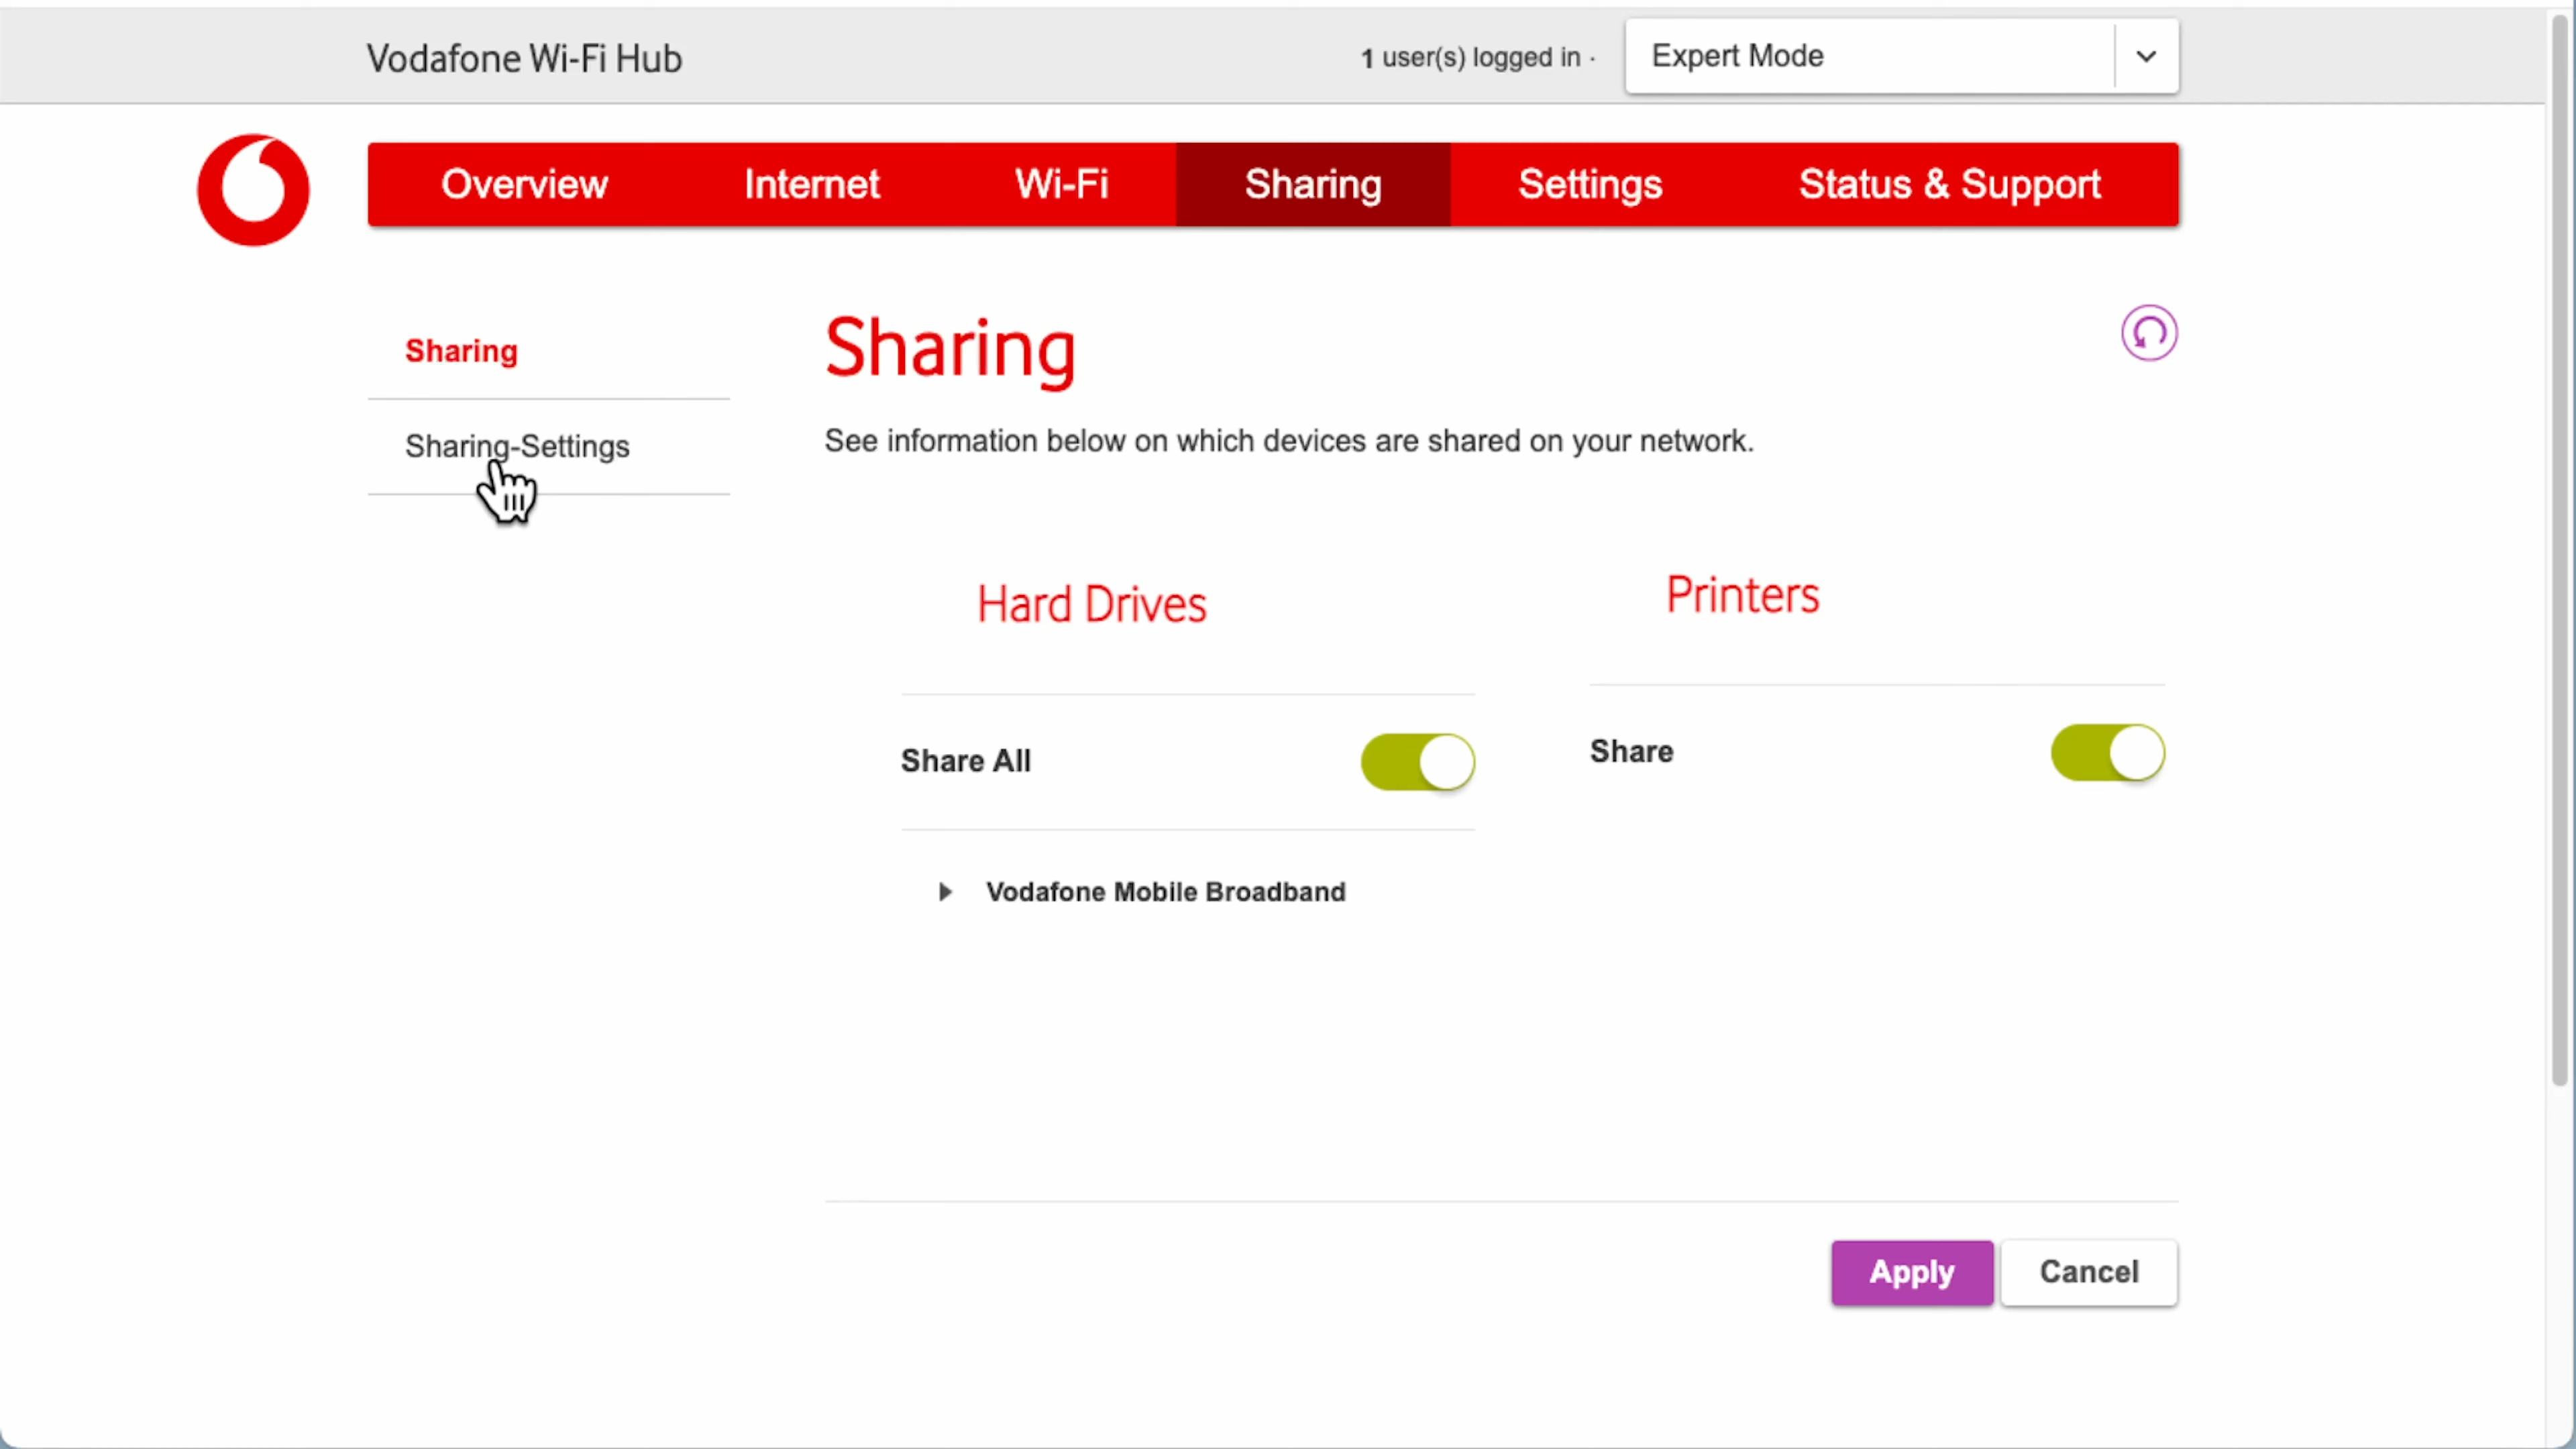 Vodafone Wi-Fi Hub
1 user(s) logged in ·
Expert Mode
Overview
Internet
Wi-Fi
Sharing
Settings
Status & Support
Sharing
Sharing-Settings
Sharing
See information below on which devices are shared on your network.
Hard Drives
Share All
Vodafone Mobile Broadband
Printers
Share
Apply
Cancel